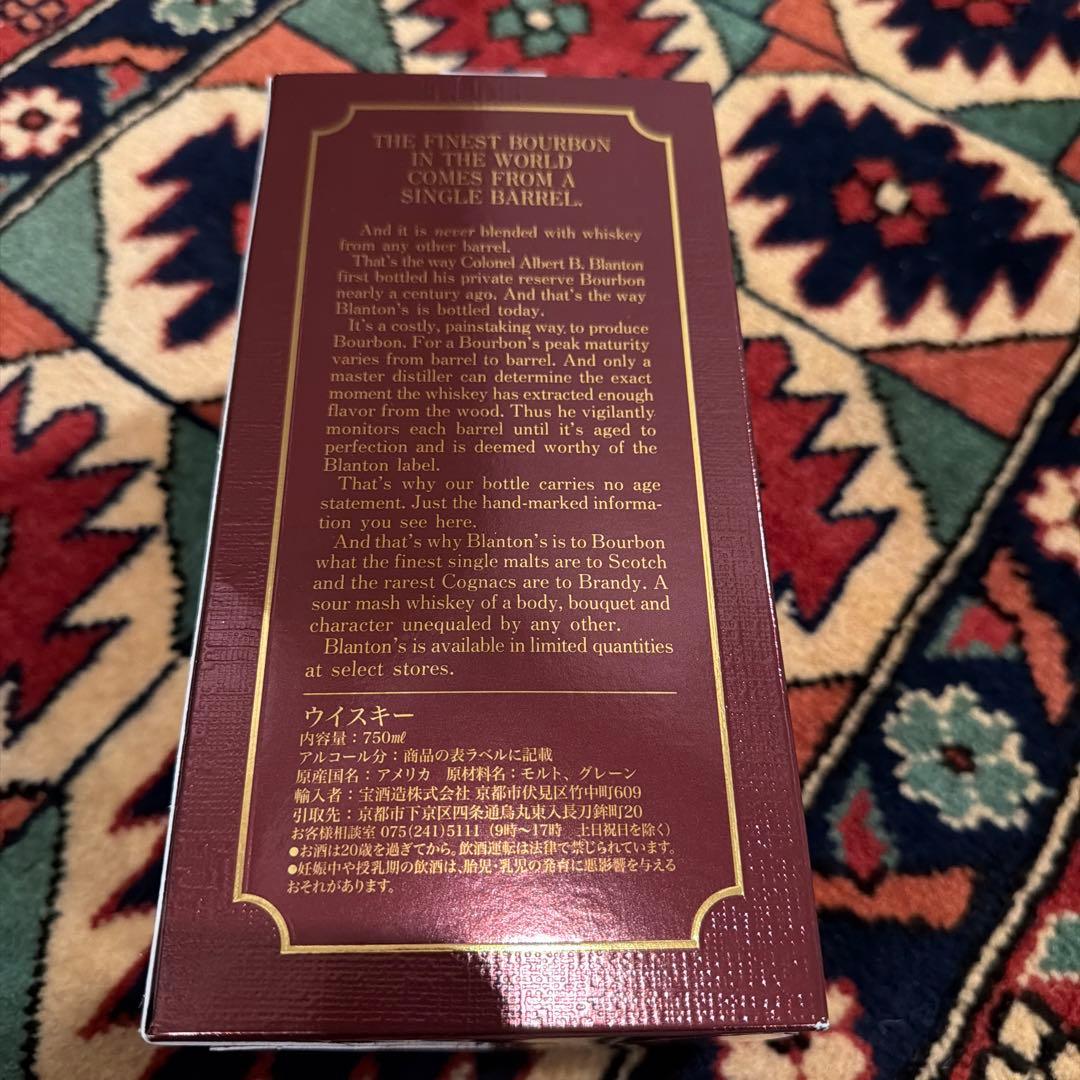 THE FINEST BOURBON
IN THE WORLD
COMES FROM A
SINGLE BARREL.
And it is never blended with whiskey
from any other barrel.
That's the way Colonel Albert B. Blanton
first bottled his private reserve Bourbon
nearly a century ago. And that's the way
Blanton's is bottled today.
It's a costly, painstaking way to produce
Bourbon. For a Bourbon's peak maturity
varies from barrel to barrel. And only a
master distiller can determine the exact
moment the whiskey has extracted enough
flavor from the wood. Thus he vigilantly
monitors each barrel until it's aged to
perfection and is deemed worthy of the
Blanton label.
That's why our bottle carries no age
statement. Just the hand-marked informa-
tion you see here.
And that's why Blanton's is to Bourbon
what the finest single malts are to Scotch
and the rarest Cognacs are to Brandy. A
sour mash whiskey of a body, bouquet and
character unequaled by any other.
Blanton's is available in limited quantities
at select stores.
ウイスキー
内容量：750㎖
アルコール分：商品の表ラベルに記載
原産国名：アメリカ 原材料名：モルト、グレーン
輸入者：宝酒造株式会社 京都市伏見区竹中町609
引取先：京都市下京区四条通烏丸東入長刀鉾町20
お客様相談室 075(241)5111 (9時〜17時 土日祝日を除く)
●お酒は20歳を過ぎてから。飲酒運転は法律で禁じられています。
●妊娠中や授乳期の飲酒は、胎児・乳児の発育に悪影響を与える
おそれがあります。